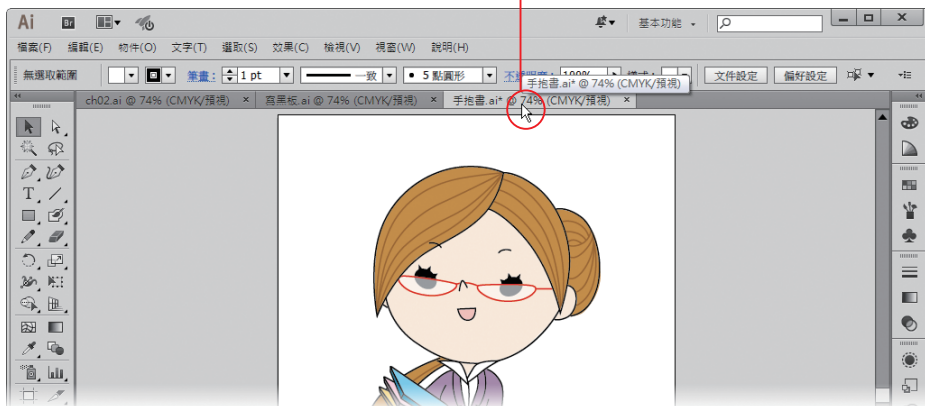 Ai Br 基本功能
檔案(F) 編輯(E) 物件(O) 文字(T) 選取(S) 效果(C) 檢視(V) 視窗(W) 說明(H)
無選取範圍 筆畫: 1 pt 一致 5 點圓形 不透明度: 100% 樣式: 文件設定 偏好設定
手抱書.ai* @ 74% (CMYK/預視)
ch02.ai @ 74% (CMYK/預視) × 寫黑板.ai @ 74% (CMYK/預視) × 手抱書.ai* @ 74% (CMYK/預視) ×